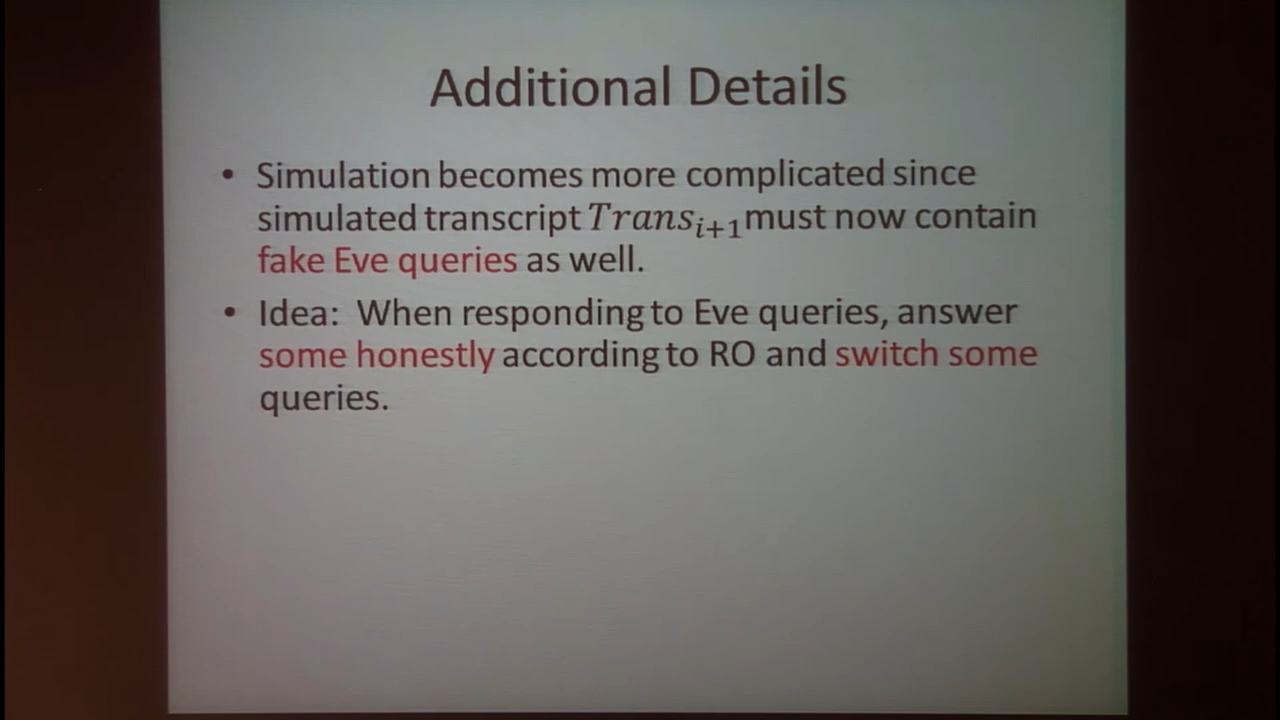 Additional Details
• Simulation becomes more complicated since
simulated transcript Trans_{i+1} must now contain
fake Eve queries as well.
• Idea: When responding to Eve queries, answer
some honestly according to RO and switch some
queries.